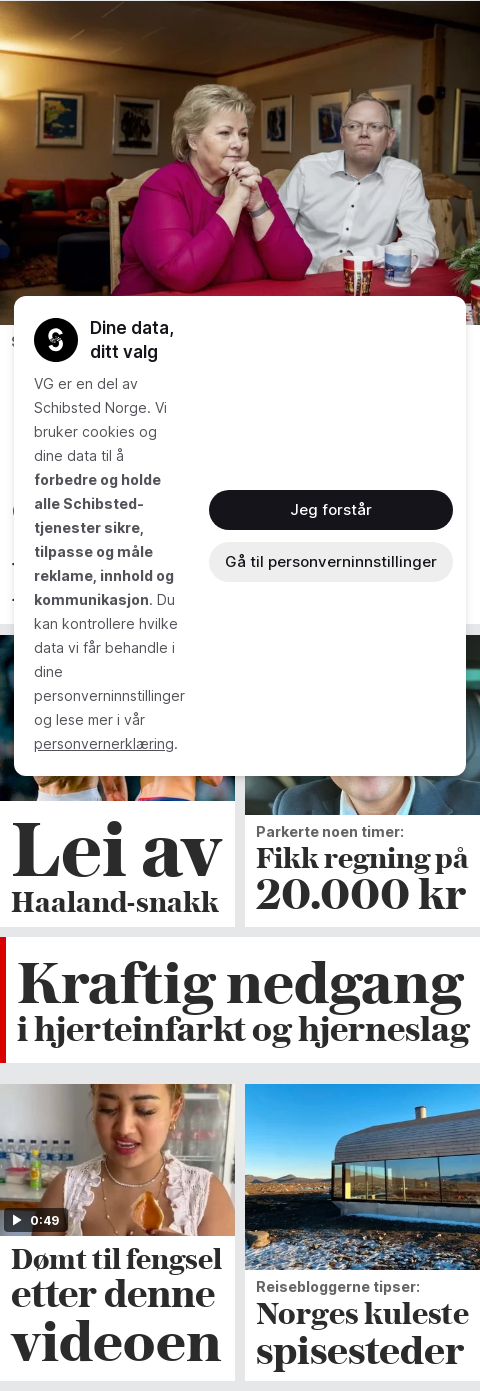 Dine data,
ditt valg
VG er en del av
Schibsted Norge. Vi
bruker cookies og
dine data til å
forbedre og holde
alle Schibsted-
tjenester sikre,
tilpasse og måle
reklame, innhold og
kommunikasjon. Du
kan kontrollere hvilke
data vi får behandle i
dine
personverninnstillinger
og lese mer i vår
personvernerklæring.
Jeg forstår
Gå til personverninnstillinger
Lei av
Haaland-snakk
Parkerte noen timer:
Fikk regning på
20.000 kr
Kraftig nedgang
i hjerteinfarkt og hjerneslag
0:49
Dømt til fengsel
etter denne
videoen
Reisebloggerne tipser:
Norges kuleste
spisesteder